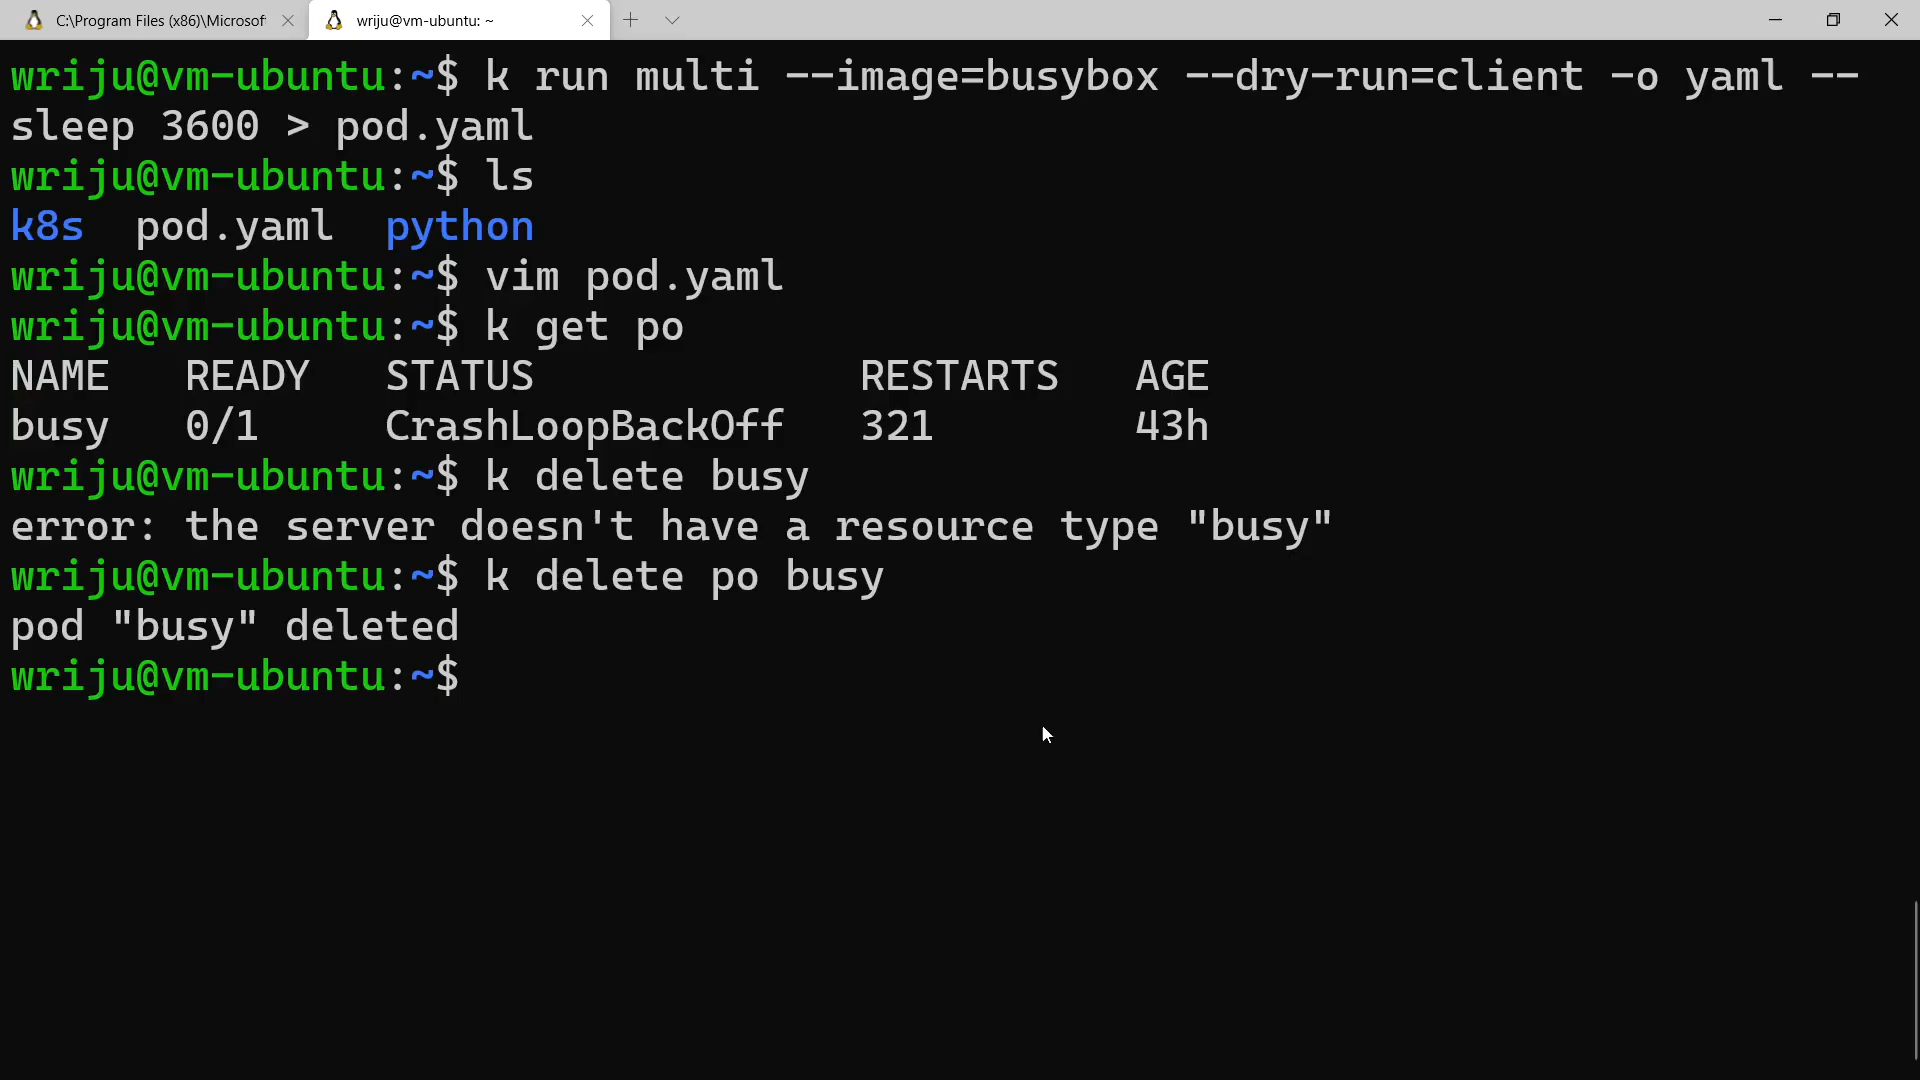 C:\Program Files (x86)\Microsof
wriju@vm-ubuntu: ~
wriju@vm-ubuntu:~$ k run multi --image=busybox --dry-run=client -o yaml --
sleep 3600 > pod.yaml
wriju@vm-ubuntu:~$ ls
k8s pod.yaml python
wriju@vm-ubuntu:~$ vim pod.yaml
wriju@vm-ubuntu:~$ k get po
NAME READY STATUS RESTARTS AGE
busy 0/1 CrashLoopBackOff 321 43h
wriju@vm-ubuntu:~$ k delete busy
error: the server doesn't have a resource type "busy"
wriju@vm-ubuntu:~$ k delete po busy
pod "busy" deleted
wriju@vm-ubuntu:~$